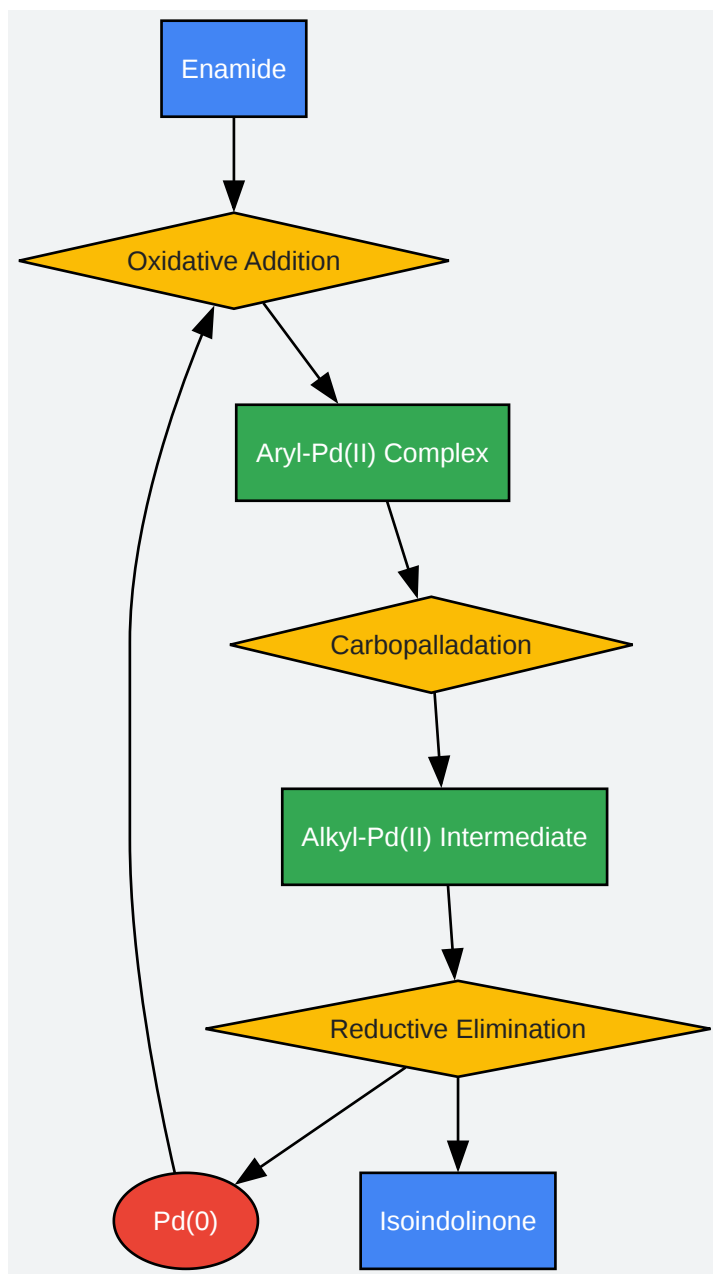 Enamide
Oxidative Addition
Aryl-Pd(II) Complex
Carbopalladation
Alkyl-Pd(II) Intermediate
Reductive Elimination
Pd(0)
Isoindolinone